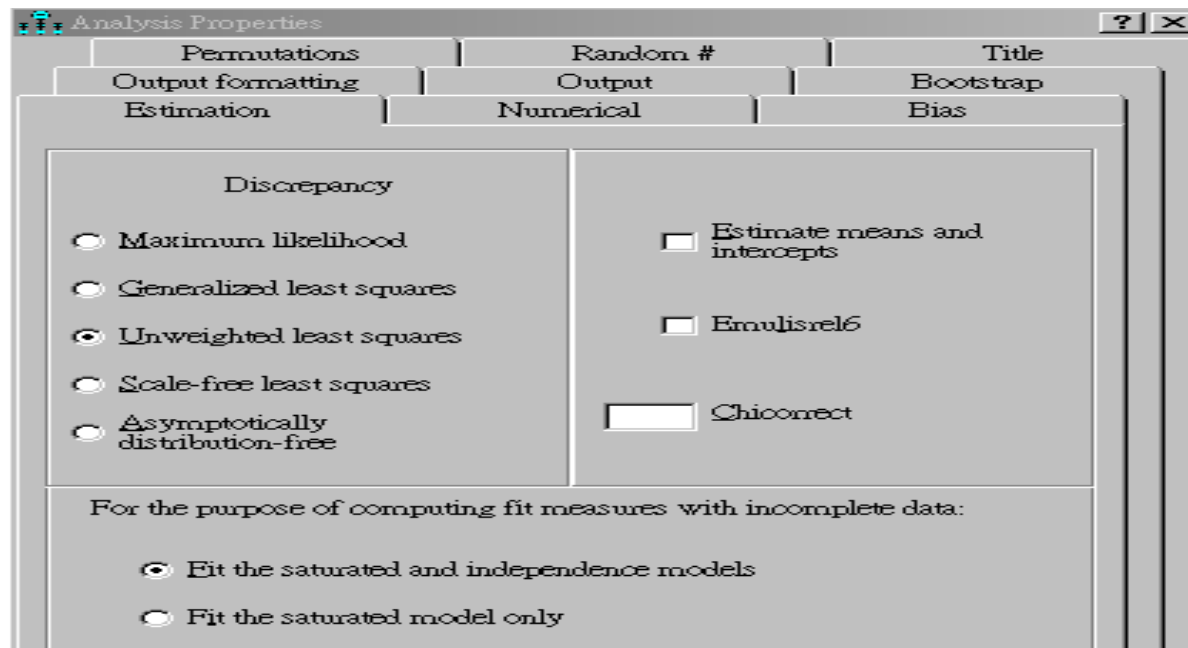 Analysis Properties
?
Permutations Random # Title
Output formatting Output Bootstrap
Estimation Numerical Bias
Discrepancy
Maximum likelihood
Generalized least squares
Unweighted least squares
Scale-free least squares
Asymptotically
distribution-free
Estimate means and
intercepts
Emulisrel6
Chicorrect
For the purpose of computing fit measures with incomplete data:
Fit the saturated and independence models
Fit the saturated model only